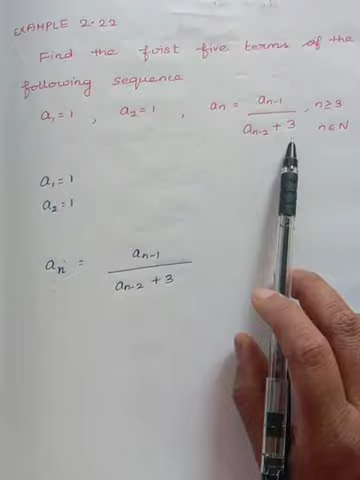 EXAMPLE 2.22
Find the first five terms of the
following sequence
a₁ = 1 , a₂ = 1 , aₙ = aₙ₋₁ / (aₙ₋₂ + 3) , n ≥ 3
n ∈ N
a₁ = 1
a₂ = 1
aₙ = aₙ₋₁ / (aₙ₋₂ + 3)